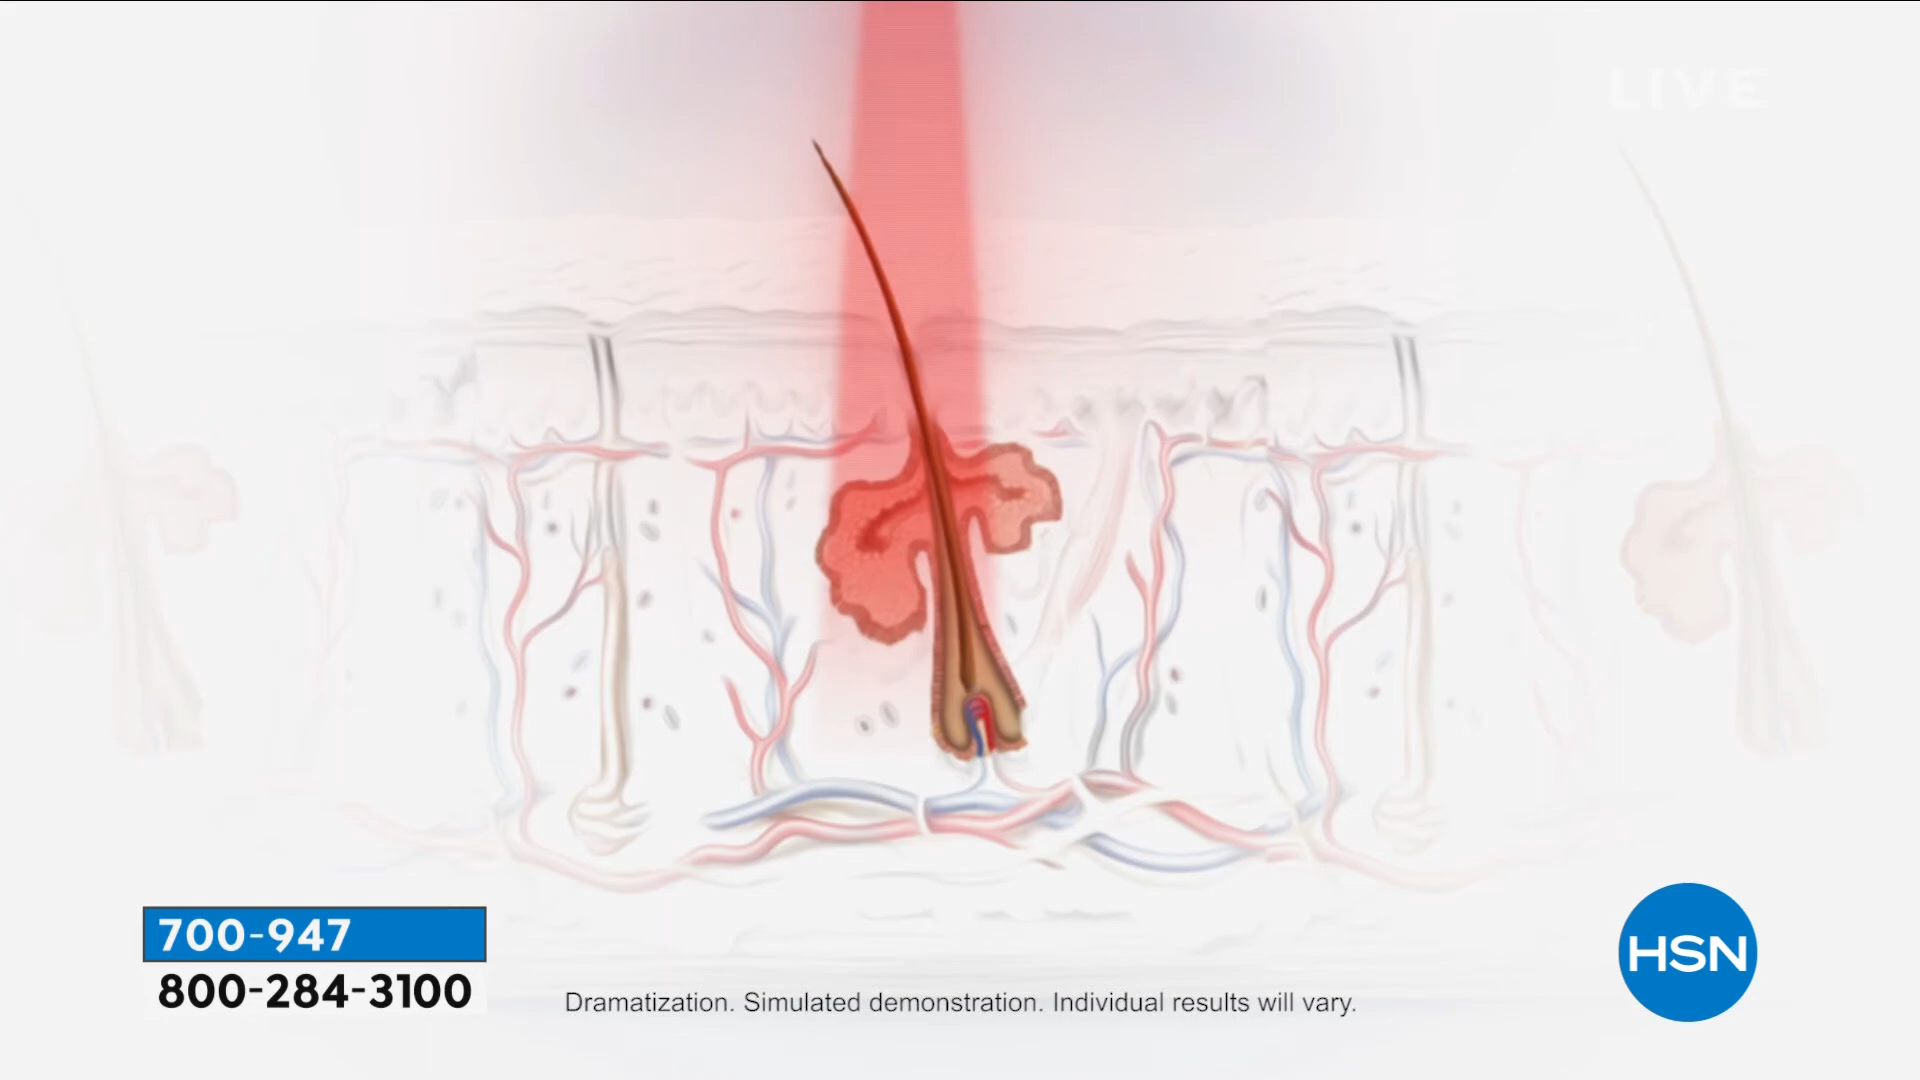 LIVE
700-947
800-284-3100
Dramatization. Simulated demonstration. Individual results will vary.
HSN